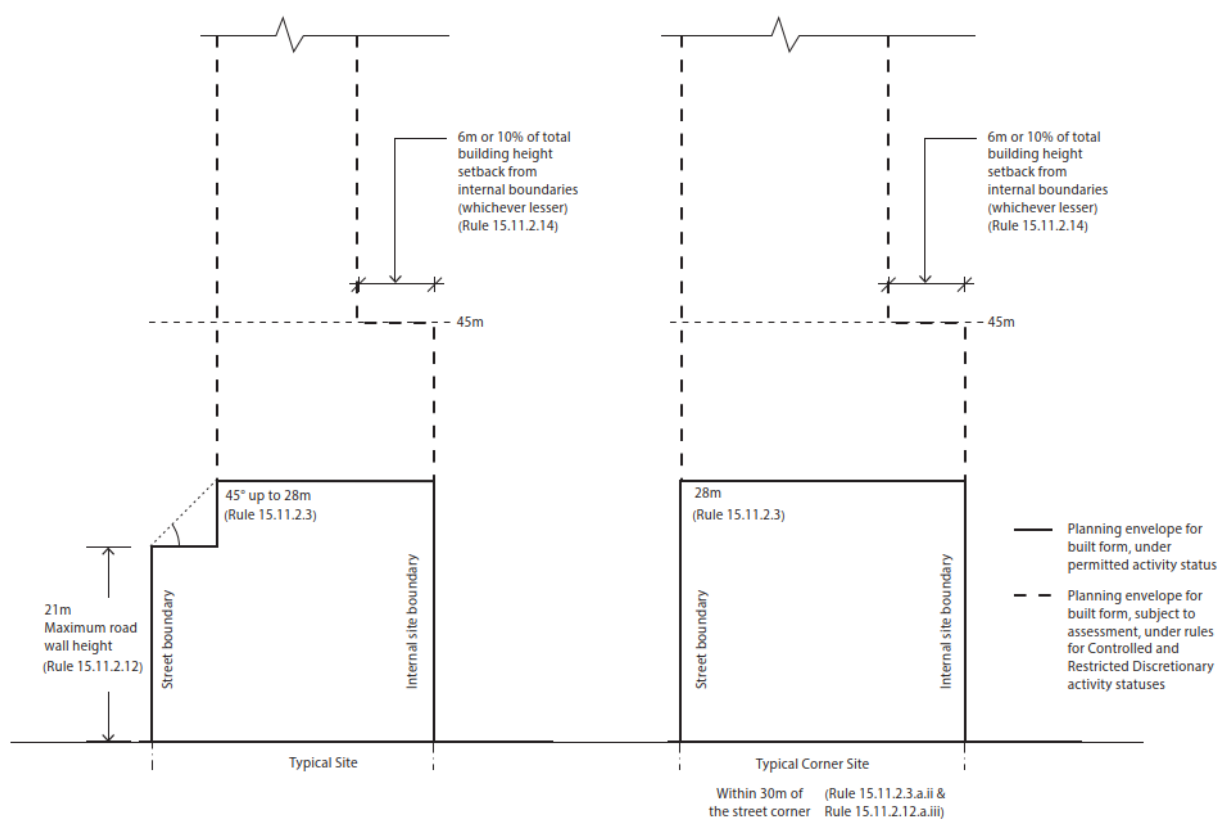 6m or 10% of total
building height
setback from
internal boundaries
(whichever lesser)
(Rule 15.11.2.14)
6m or 10% of total
building height
setback from
internal boundaries
(whichever lesser)
(Rule 15.11.2.14)
45m
45m
45° up to 28m
(Rule 15.11.2.3)
28m
(Rule 15.11.2.3)
21m
Maximum road
wall height
(Rule 15.11.2.12)
Street boundary
Internal site boundary
Street boundary
Internal site boundary
Planning envelope for
built form, under
permitted activity status
Planning envelope for
built form, subject to
assessment, under rules
for Controlled and
Restricted Discretionary
activity statuses
Typical Site
Typical Corner Site
Within 30m of
the street corner
(Rule 15.11.2.3.a.ii &
Rule 15.11.2.12.a.iii)